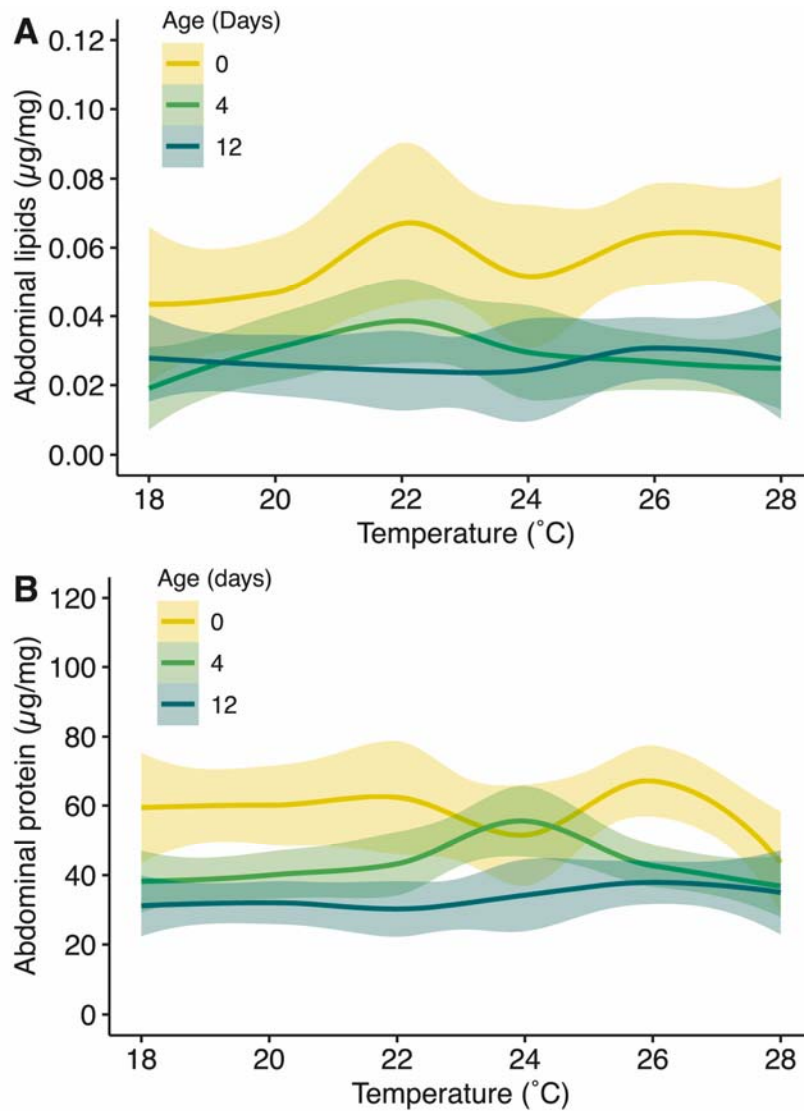 A
Age (Days)
0
4
12
Abdominal lipids (µg/mg)
0.12
0.10
0.08
0.06
0.04
0.02
0.00
18 20 22 24 26 28
Temperature (˚C)
B
Age (days)
0
4
12
Abdominal protein (µg/mg)
120
100
80
60
40
20
0
18 20 22 24 26 28
Temperature (˚C)